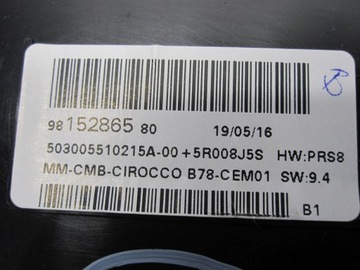 98 152865 80 19/05/16
503005510215A-00 +5R008J5S HW:PRS8
MM-CMB-CIROCCO B78-CEM01 SW:9.4
B1